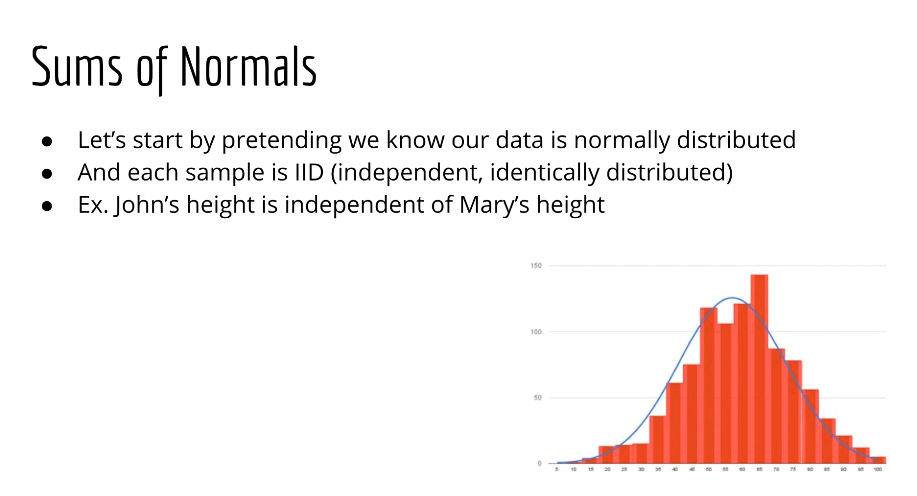 Sums of Normals
● Let's start by pretending we know our data is normally distributed
● And each sample is IID (independent, identically distributed)
● Ex. John's height is independent of Mary's height
150
100
50
0
5 10 15 20 25 30 35 40 45 50 55 60 65 70 75 80 85 90 95 100